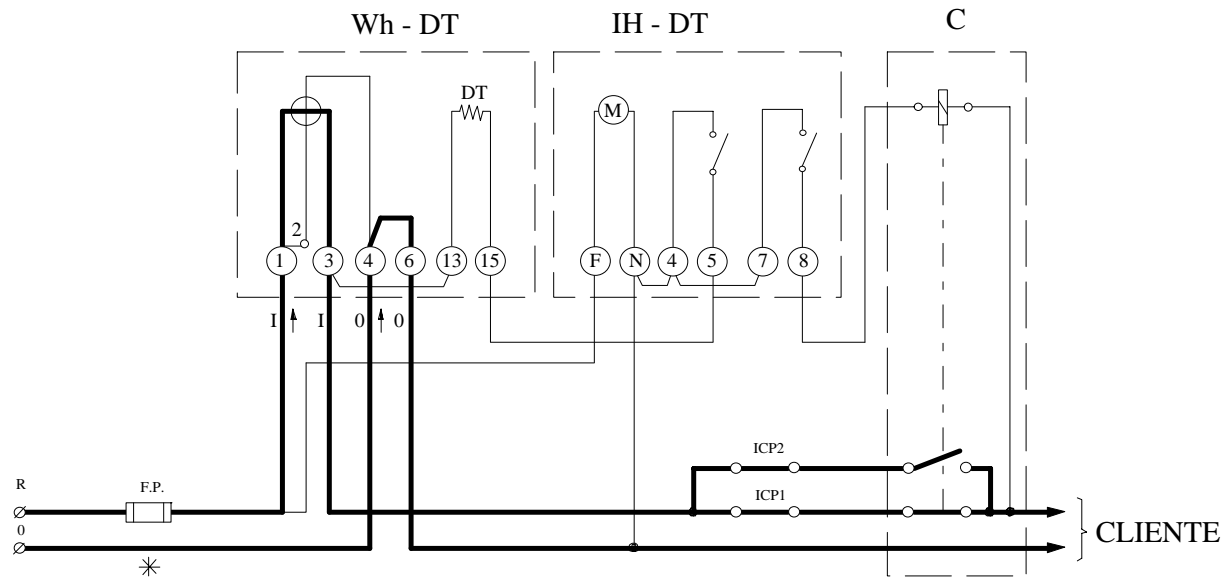 Wh - DT IH - DT C
DT M
2
1 3 4 6 13 15 F N 4 5 7 8
I I 0 0
ICP2
R F.P. ICP1
0 CLIENTE